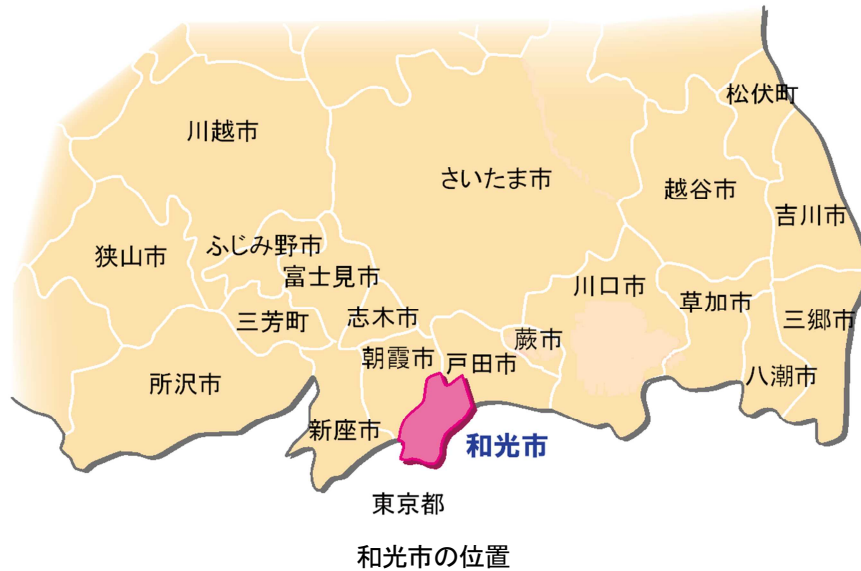 松伏町
川越市
さいたま市
越谷市
吉川市
ふじみ野市
狭山市
富士見市
川口市
草加市
三郷市
三芳町
志木市
蕨市
朝霞市
戸田市
八潮市
所沢市
新座市
和光市
東京都
和光市の位置